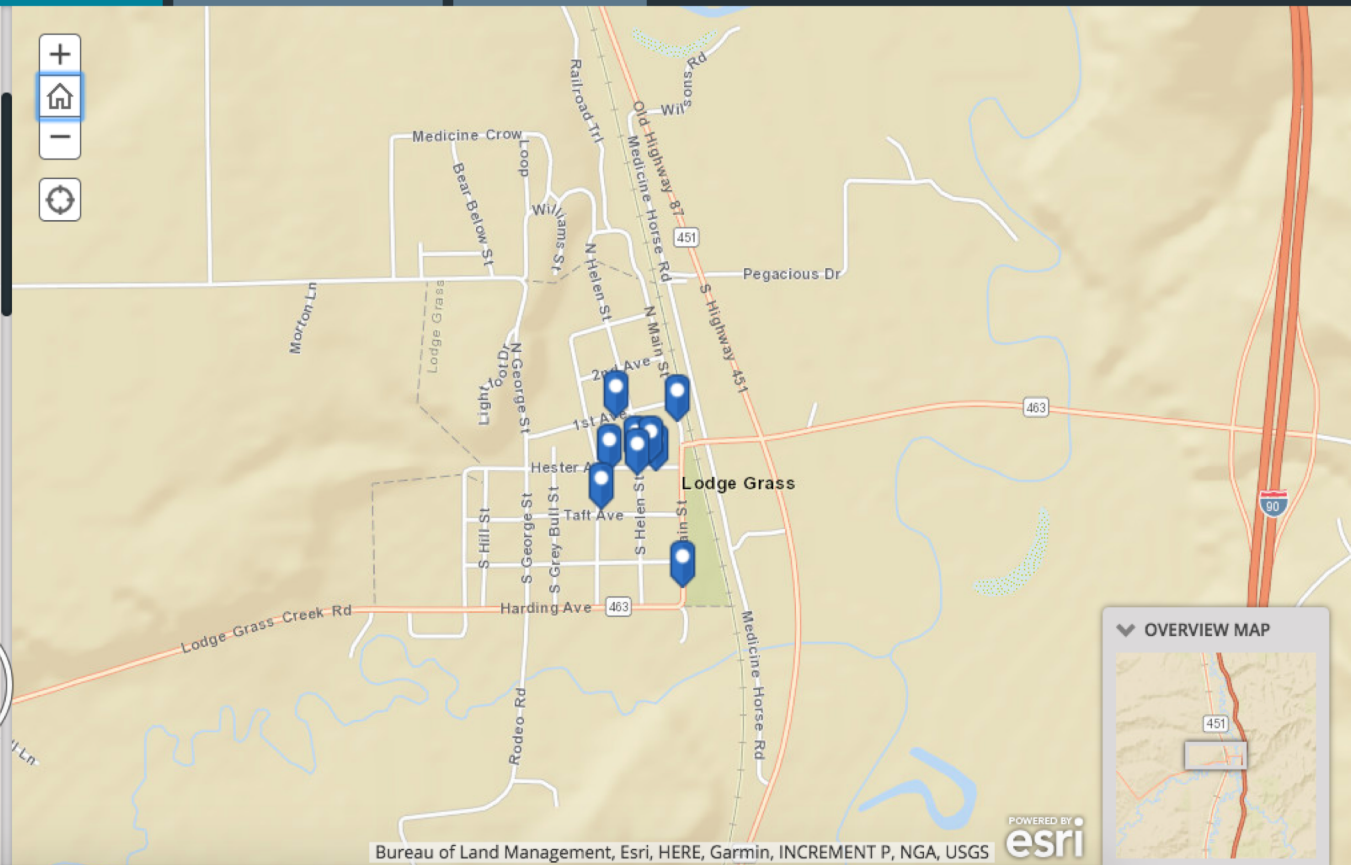 Wilsons Rd
Railroad Trl
Old Highway 87
Medicine Crow
Loop
Medicine Horse Rd
Bear Below St
Williams St
451
N Helen St
Pegacious Dr
Morton Ln
Lodge Grass
S Highway 451
N Main St
Lightfoot Dr
N George St
2nd Ave
1st Ave
463
Hester A
Lodge Grass
90
S Hill St
S George St
S Grey Bull St
Taft Ave
S Helen St
in St
Harding Ave
463
Lodge Grass Creek Rd
Medicine Horse Rd
OVERVIEW MAP
451
Rodeo Rd
Ln
POWERED BY
esri
Bureau of Land Management, Esri, HERE, Garmin, INCREMENT P, NGA, USGS